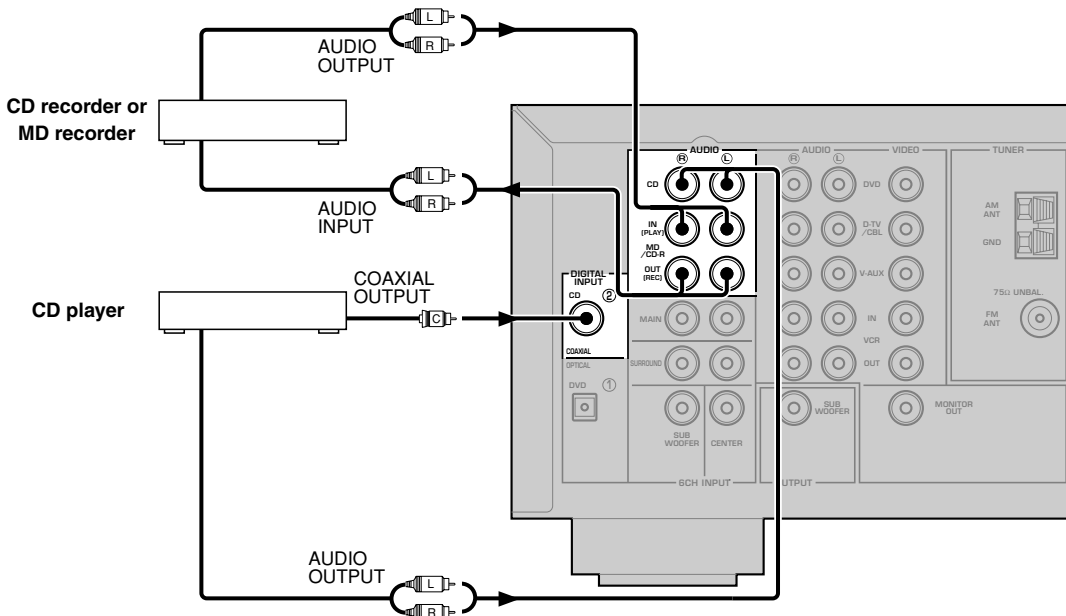 L
R
AUDIO
OUTPUT
CD recorder or
MD recorder
L
R
AUDIO
INPUT
COAXIAL
OUTPUT
CD player
C
AUDIO
OUTPUT
L
R
AUDIO
R
L
CD
IN
(PLAY)
MD
/CD-R
OUT
(REC)
DIGITAL
INPUT
CD
2
COAXIAL
OPTICAL
DVD
1
MAIN
SURROUND
SUB
WOOFER
CENTER
6CH INPUT
AUDIO
R
L
VIDEO
DVD
D-TV
/CBL
V-AUX
IN
VCR
OUT
SUB
WOOFER
OUTPUT
MONITOR
OUT
TUNER
AM
ANT
GND
75Ω UNBAL.
FM
ANT